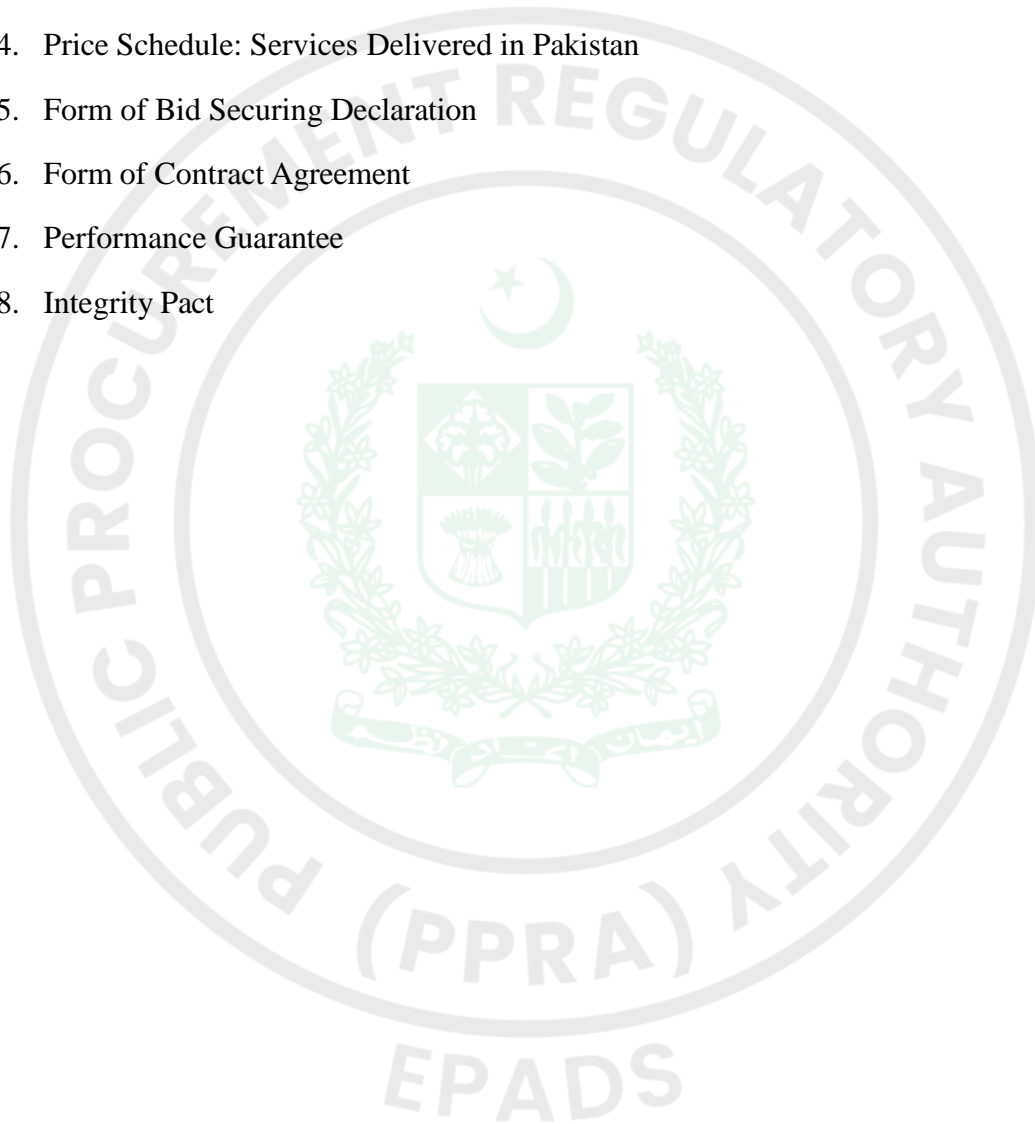 4. Price Schedule: Services Delivered in Pakistan
5. Form of Bid Securing Declaration
6. Form of Contract Agreement
7. Performance Guarantee
8. Integrity Pact
PUBLIC PROCUREMENT REGULATORY AUTHORITY
(PPRA)
EPADS